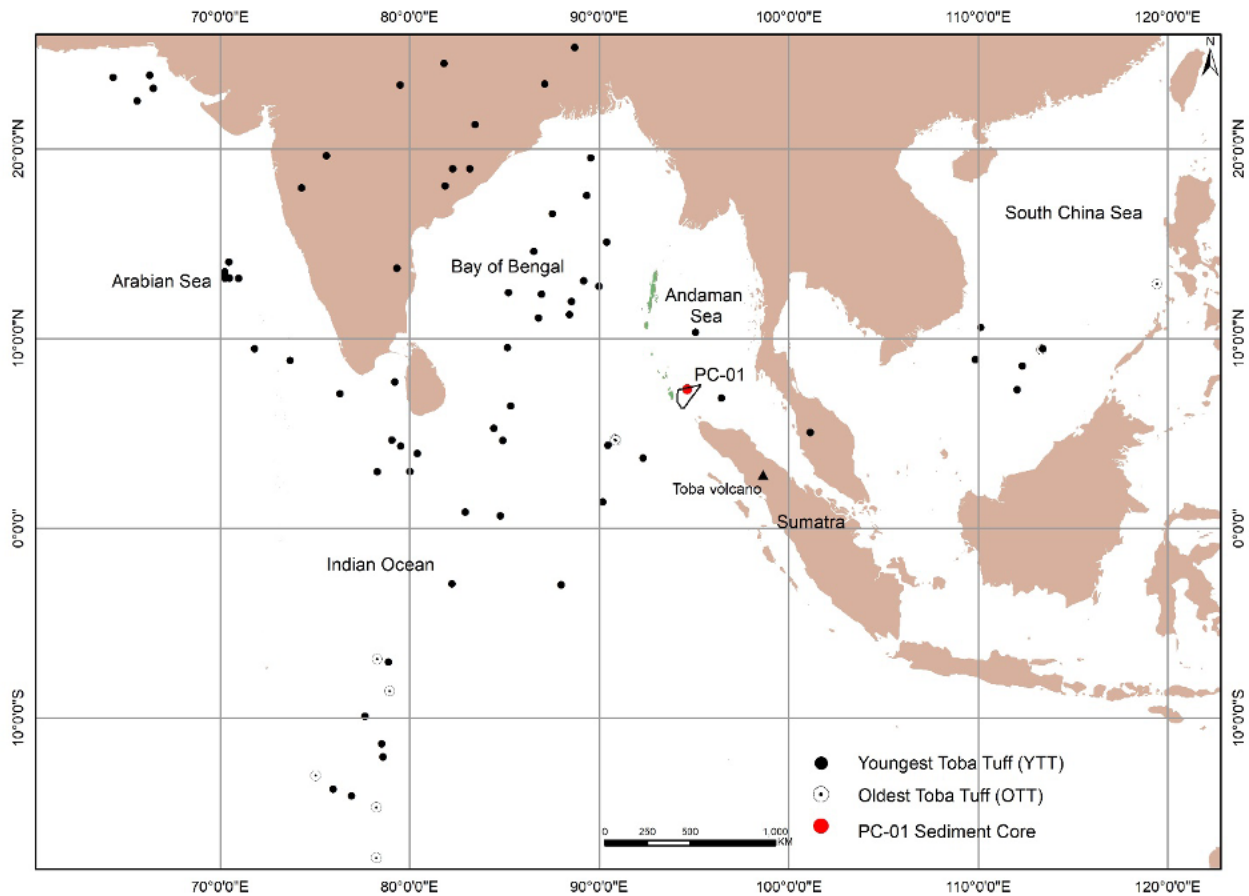 70°0'0"E 80°0'0"E 90°0'0"E 100°0'0"E 110°0'0"E 120°0'0"E
N
20°0'0"N 20°0'0"N
South China Sea
Arabian Sea
Bay of Bengal
Andaman
Sea
10°0'0"N 10°0'0"N
PC-01
Toba volcano
Sumatra
0°0'0" 0°0'0"
Indian Ocean
10°0'0"S 10°0'0"S
Youngest Toba Tuff (YTT)
Oldest Toba Tuff (OTT)
PC-01 Sediment Core
0 250 500 1,000
KM
70°0'0"E 80°0'0"E 90°0'0"E 100°0'0"E 110°0'0"E 120°0'0"E